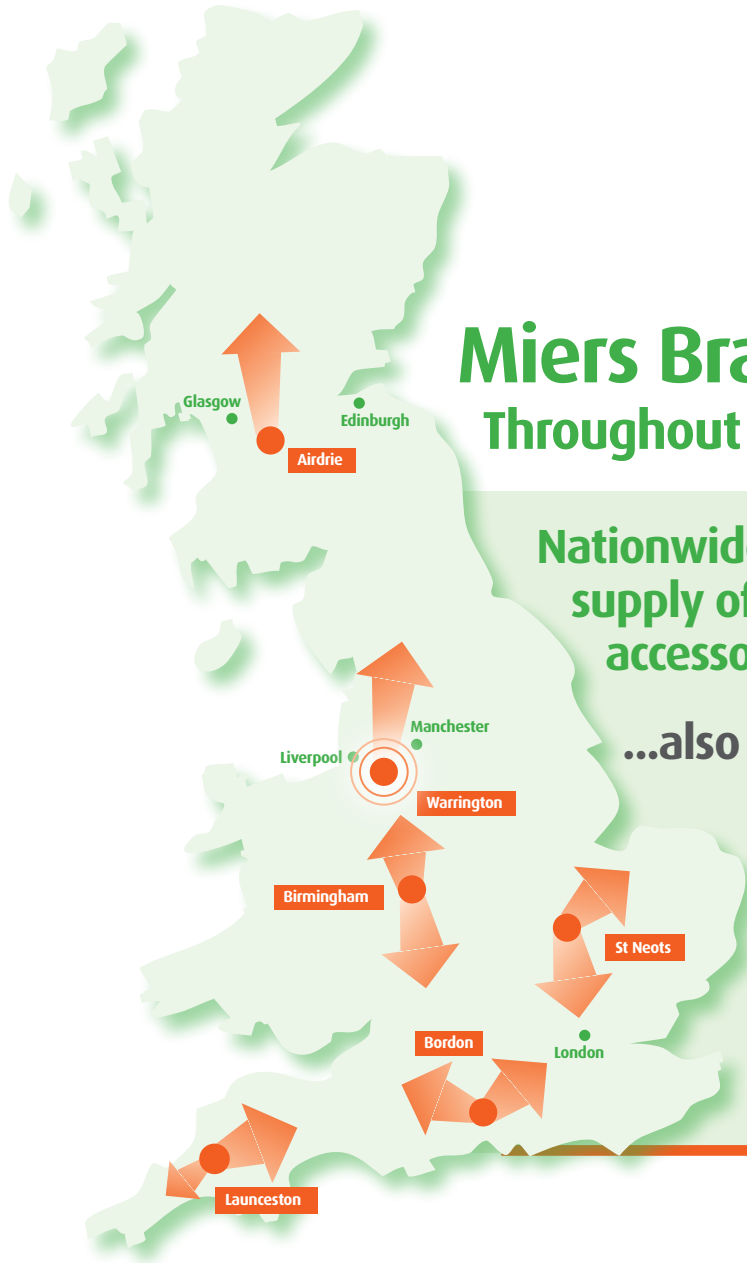 Miers Bra
Throughout
Glasgow
Edinburgh
Airdrie
Nationwid
supply of
accesso
...also
Manchester
Liverpool
Warrington
Birmingham
St Neots
Bordon
London
Launceston